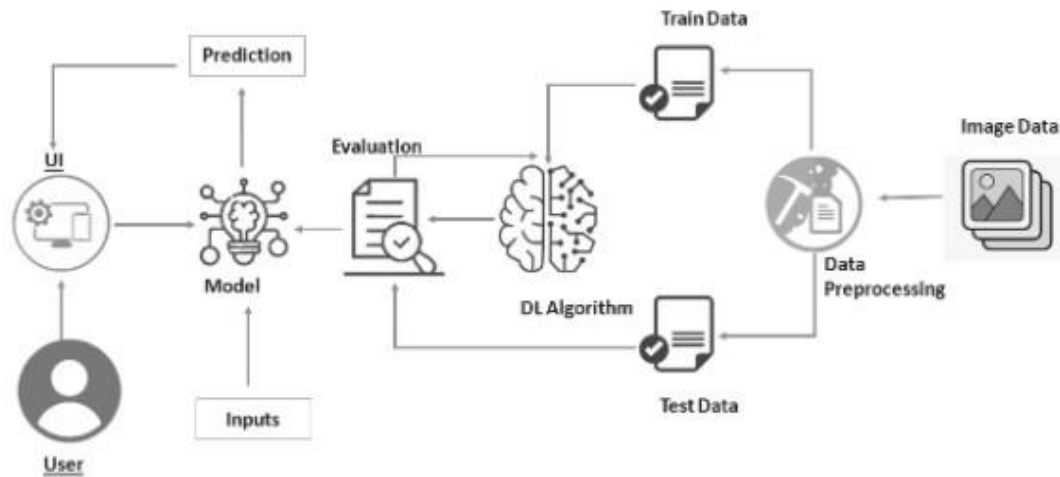 Train Data
Prediction
Image Data
Evaluation
UI
Data
Preprocessing
Model
DL Algorithm
Inputs
Test Data
User